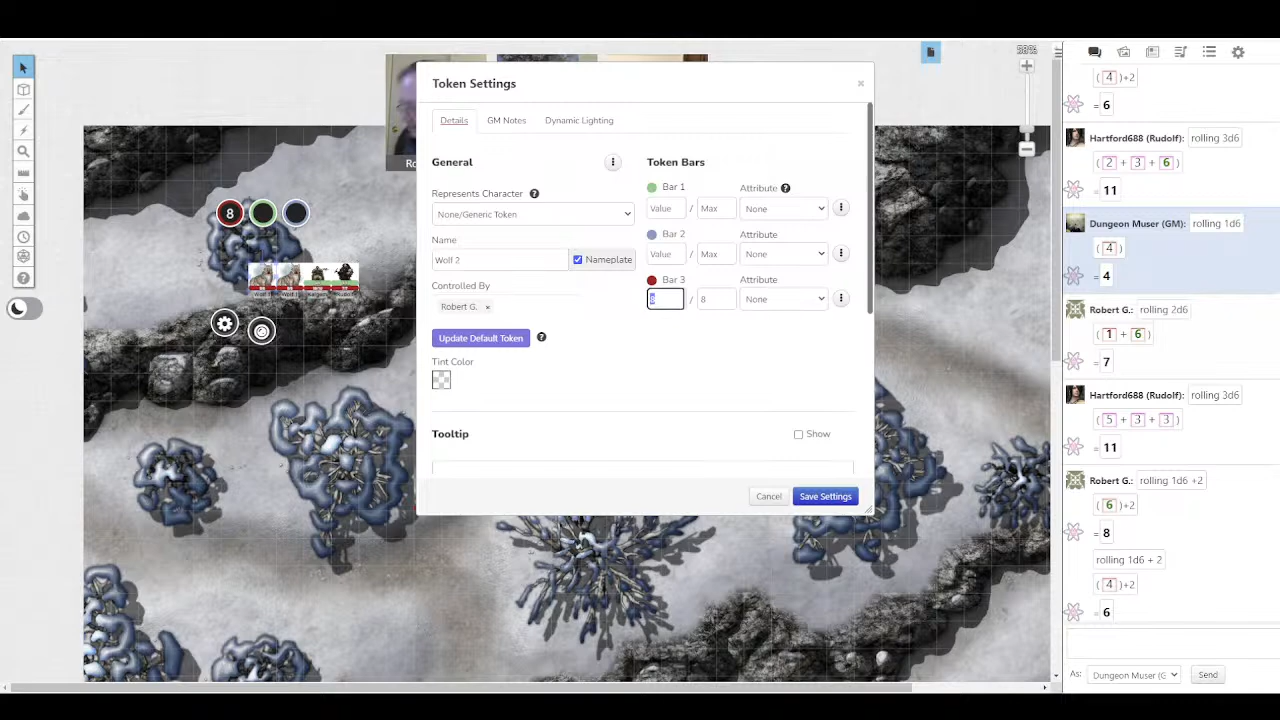 Token Settings
×
Details
GM Notes
Dynamic Lighting
General
Represents Character
None/Generic Token
Name
Wolf 2
Nameplate
Controlled By
Robert G. ×
Update Default Token
Tint Color
Token Bars
Bar 1
Attribute
Value / Max
None
Bar 2
Attribute
Value / Max
None
Bar 3
Attribute
8 / 8
None
Tooltip
Show
Cancel
Save Settings
8
(4)+2
= 6
Hartford688 (Rudolf): rolling 3d6
(2+3+6)
= 11
Dungeon Muser (GM): rolling 1d6
(4)
= 4
Robert G.: rolling 2d6
(1+6)
= 7
Hartford688 (Rudolf): rolling 3d6
(5+3+3)
= 11
Robert G.: rolling 1d6 +2
(6)+2
= 8
rolling 1d6 + 2
(4)+2
= 6
As: Dungeon Muser (G
Send